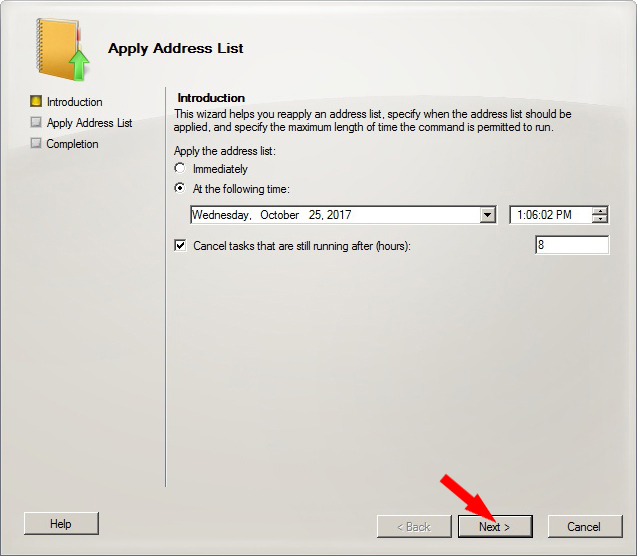 Apply Address List
Introduction
Apply Address List
Completion
Introduction
This wizard helps you reapply an address list, specify when the address list should be
applied, and specify the maximum length of time the command is permitted to run.
Apply the address list:
Immediately
At the following time:
Wednesday, October 25, 2017
1:06:02 PM
Cancel tasks that are still running after (hours):
8
Help
< Back
Next >
Cancel